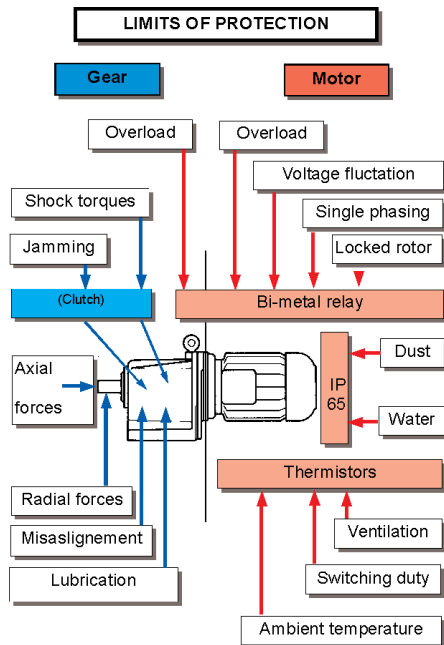 LIMITS OF PROTECTION
Gear
Motor
Overload
Overload
Voltage fluctation
Shock torques
Single phasing
Jamming
Locked rotor
(Clutch)
Bi-metal relay
Axial
forces
IP
65
Dust
Water
Thermistors
Radial forces
Misaslignement
Lubrication
Ventilation
Switching duty
Ambient temperature